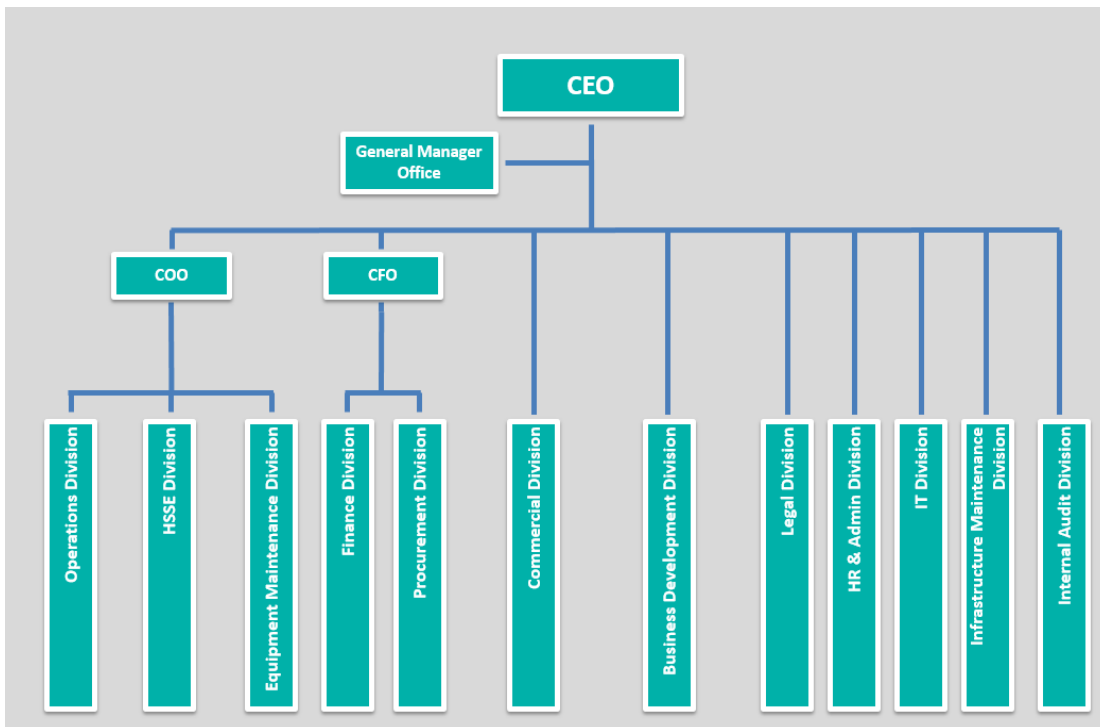 CEO
General Manager
Office
COO
CFO
Operations Division
HSSE Division
Equipment Maintenance Division
Finance Division
Procurement Division
Commercial Division
Business Development Division
Legal Division
HR & Admin Division
IT Division
Infrastructure Maintenance
Division
Internal Audit Division